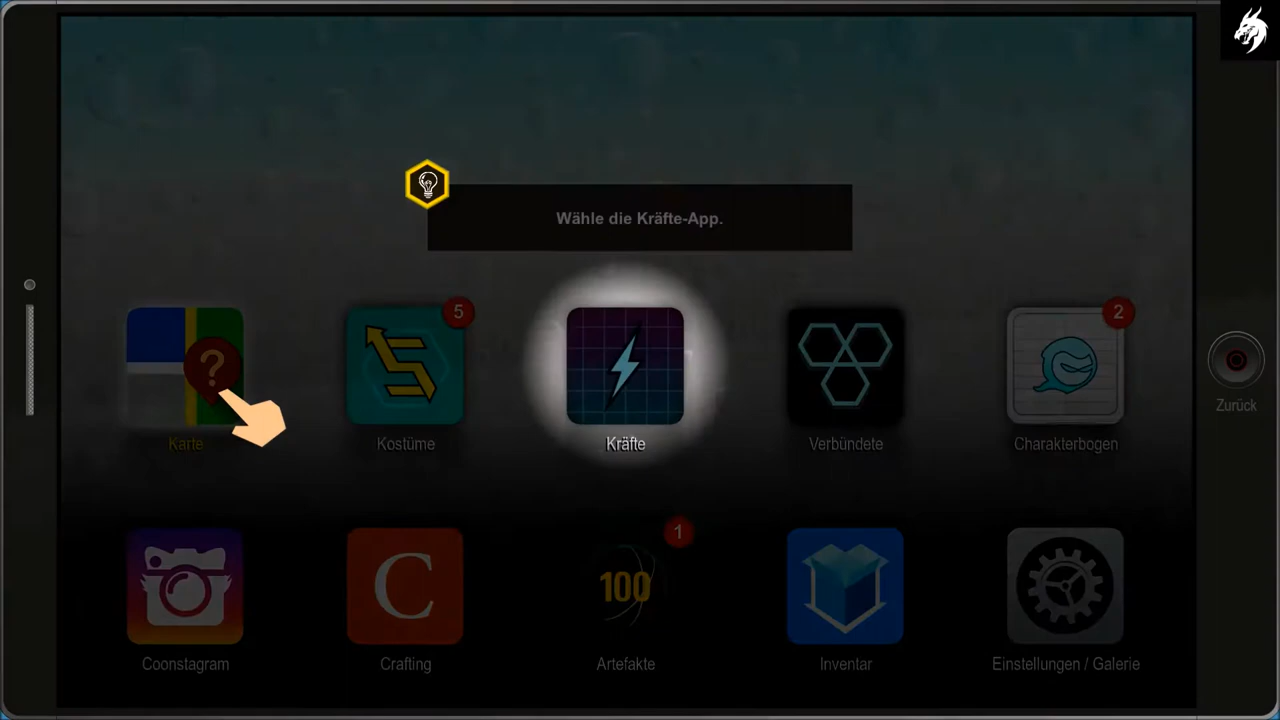 Wähle die Kräfte-App.
5
2
?
Karte
Kostüme
Kräfte
Verbündete
Charakterbogen
Zurück
1
C
100
Coonstagram
Crafting
Artefakte
Inventar
Einstellungen / Galerie